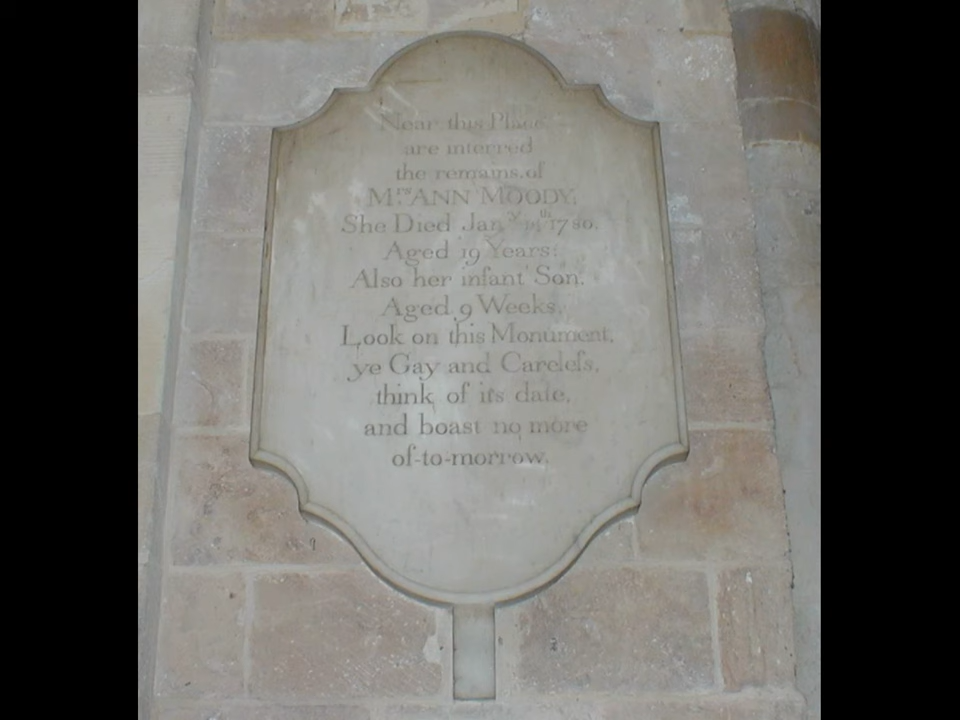 Near this Place
are interred
the remains of
Mrs. ANN MOODY,
She Died Jany. 1780.
Aged 19 Years:
Also her infant Son.
Aged 9 Weeks,
Look on this Monument,
ye Gay and Careleſs,
think of its date,
and boast no more
of-to-morrow.